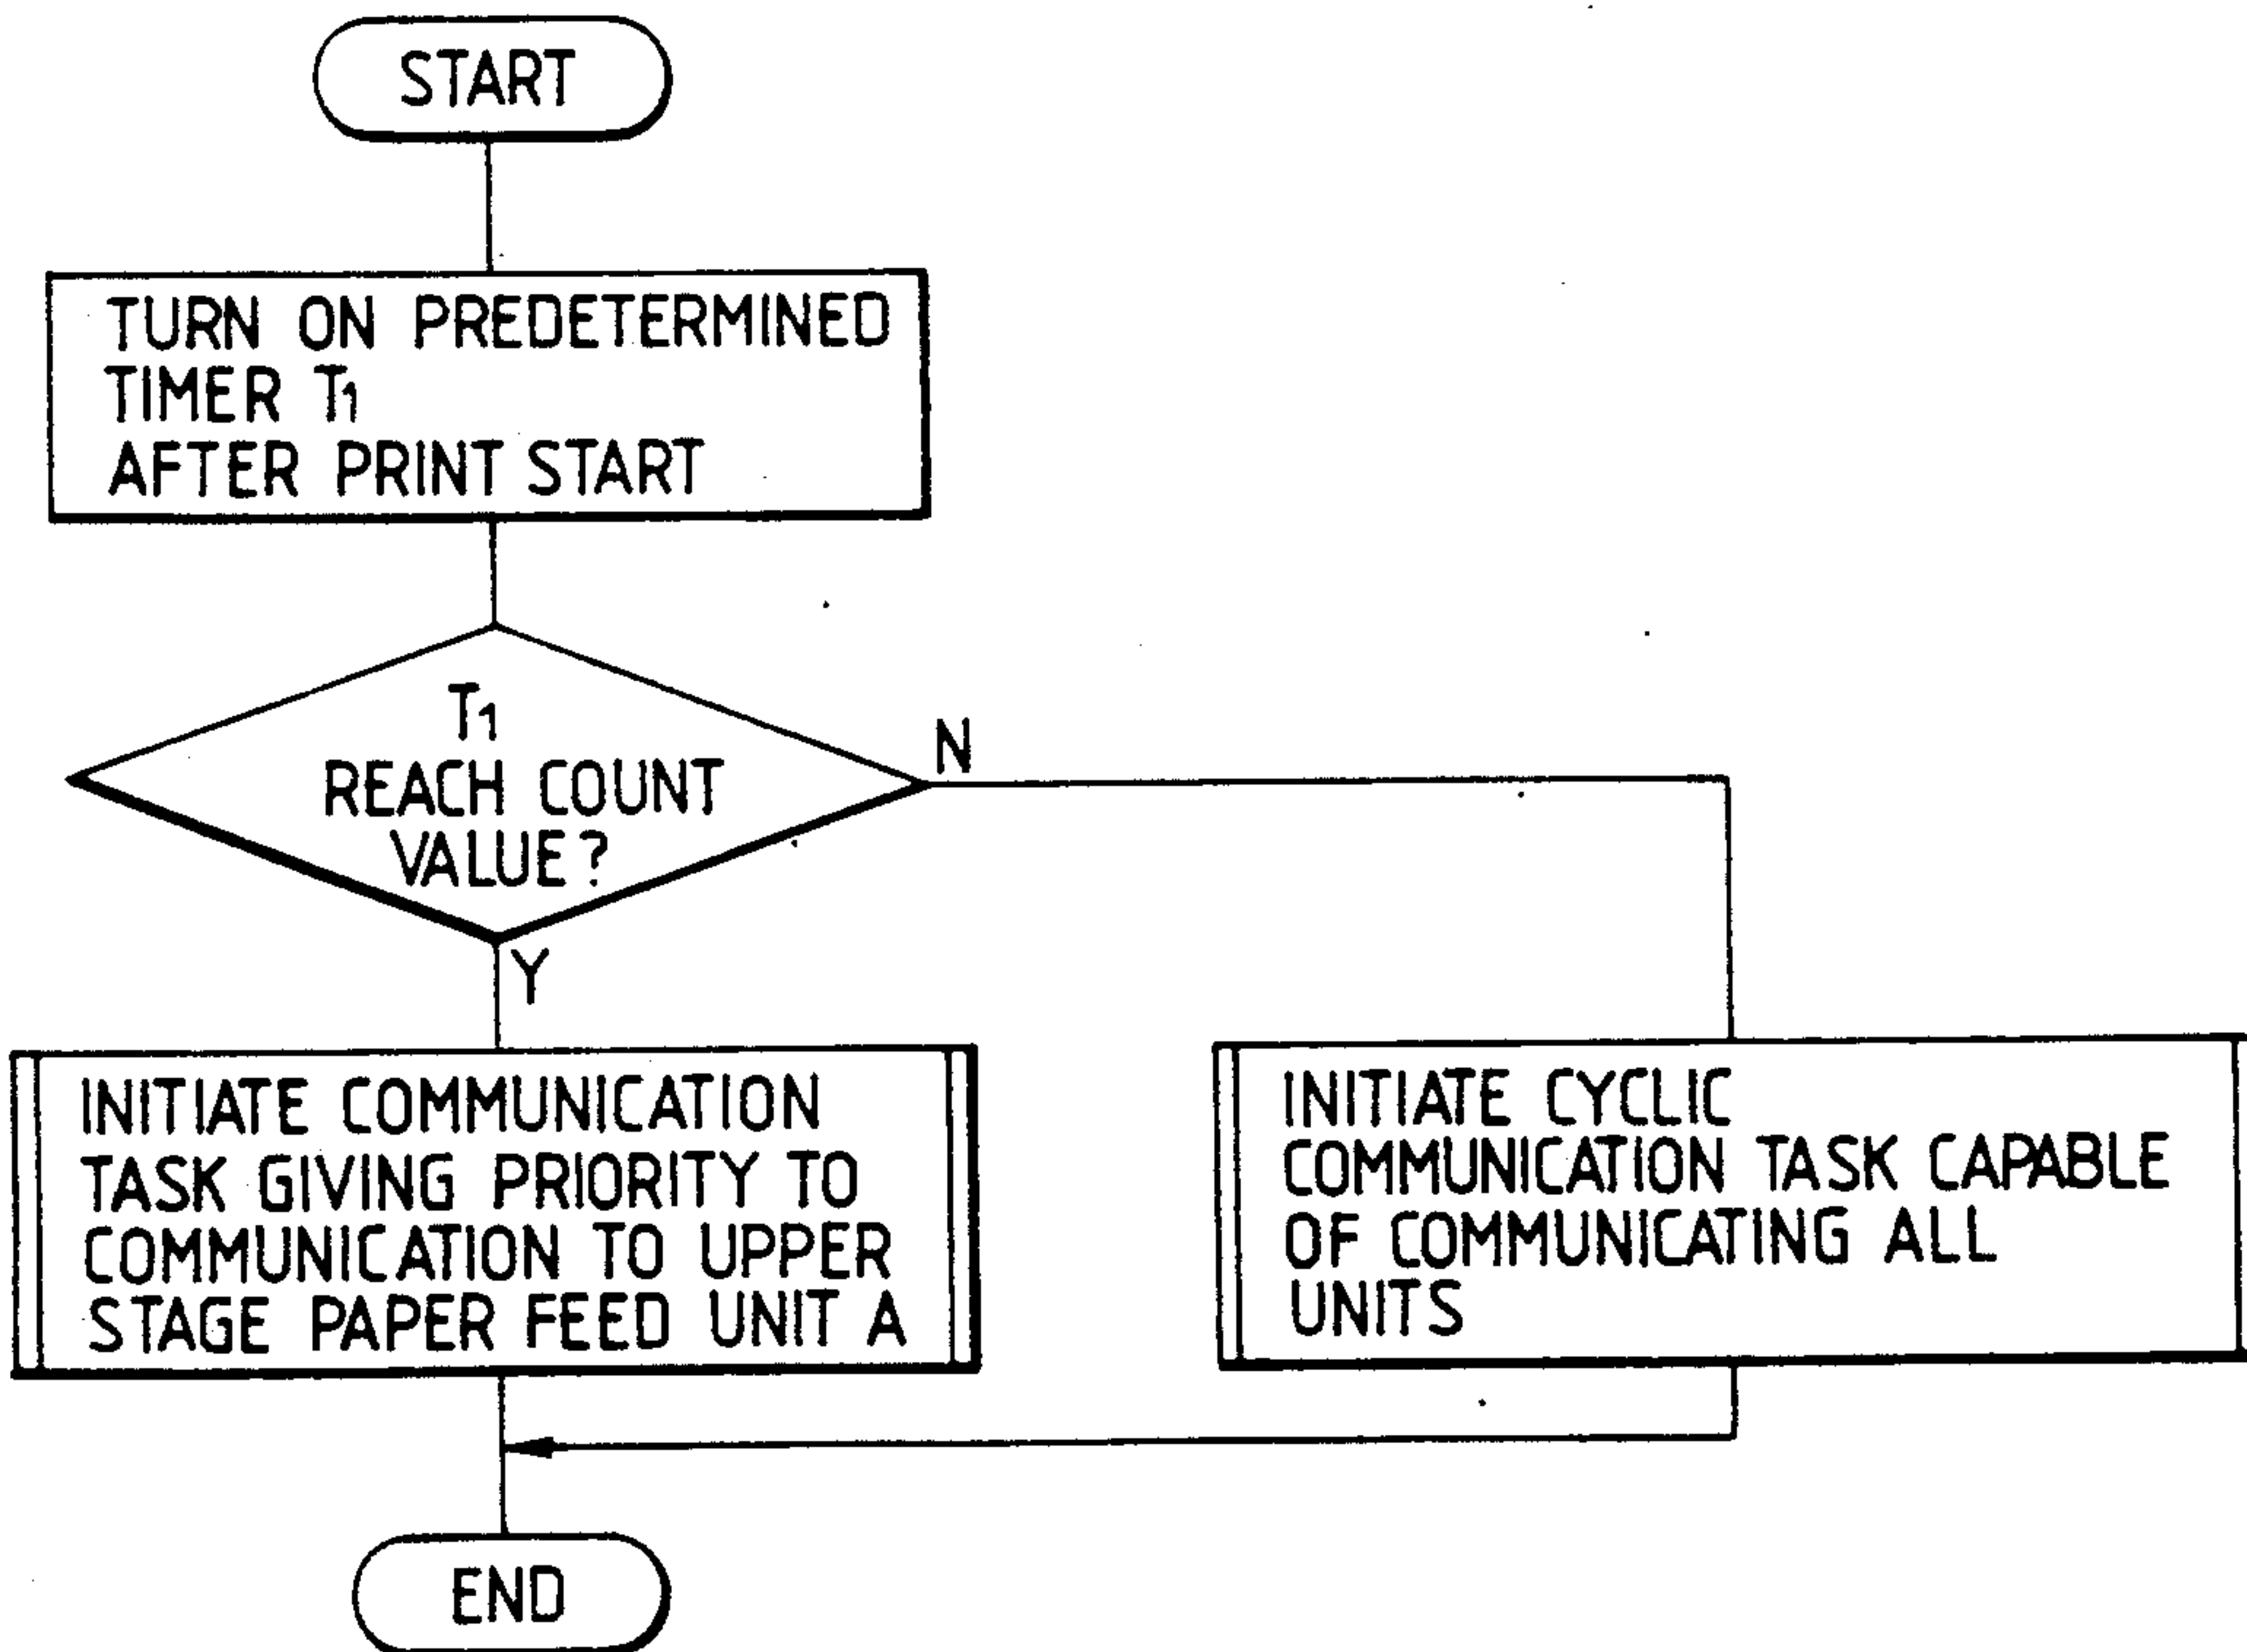 START
TURN ON PREDETERMINED
TIMER T1
AFTER PRINT START
T1
REACH COUNT
VALUE?
N
Y
INITIATE COMMUNICATION
TASK GIVING PRIORITY TO
COMMUNICATION TO UPPER
STAGE PAPER FEED UNIT A
INITIATE CYCLIC
COMMUNICATION TASK CAPABLE
OF COMMUNICATING ALL
UNITS
END